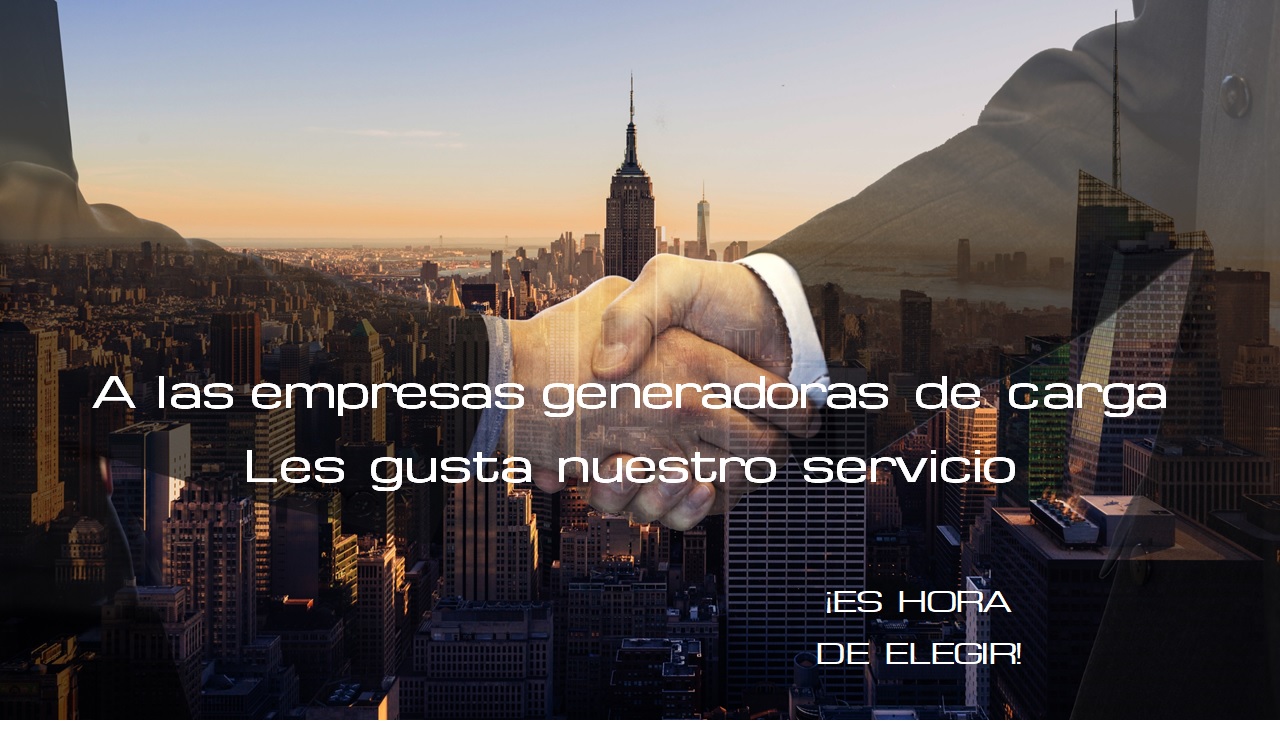 A las empresas generadoras de carga
Les gusta nuestro servicio
¡ES HORA
DE ELEGIR!